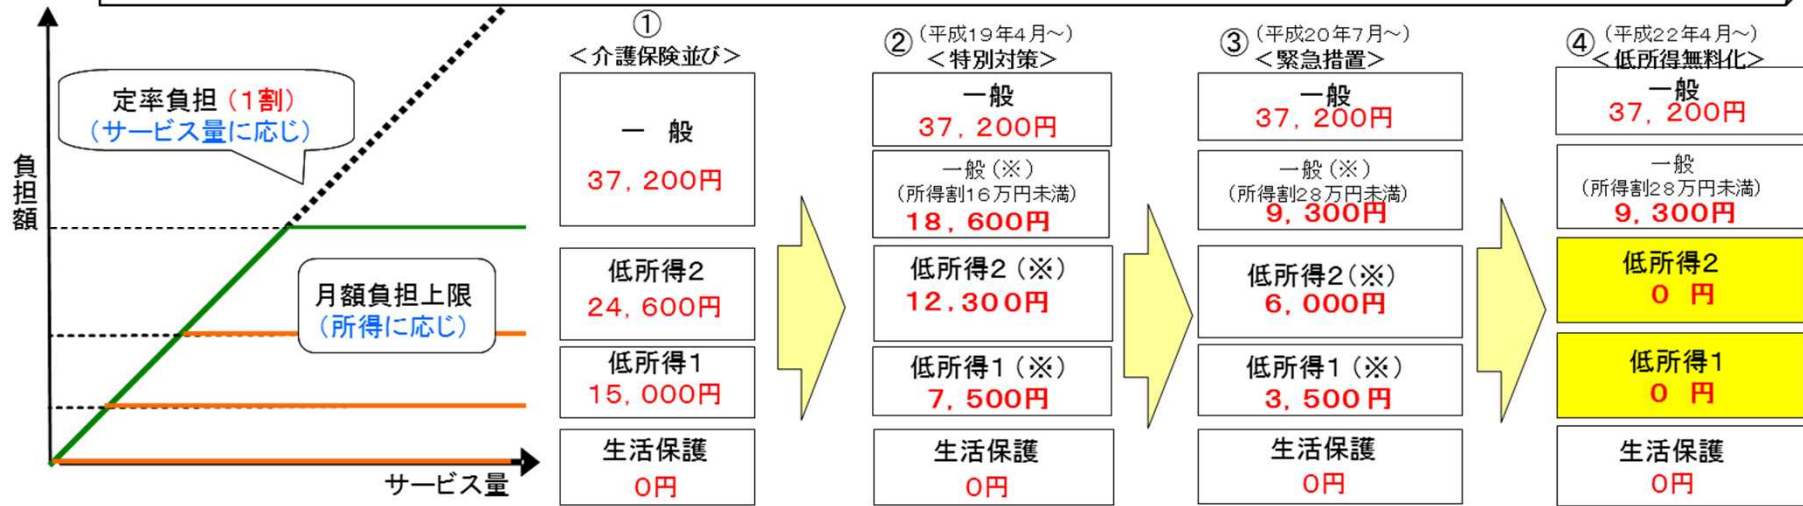 定率負担（1割）
（サービス量に応じ）
負担額
月額負担上限
（所得に応じ）
サービス量
①
＜介護保険並び＞
一 般
37，200円
低所得2
24，600円
低所得1
15，000円
生活保護
0円
②（平成19年4月～）
＜特別対策＞
一般
37，200円
一般（※）
（所得割16万円未満）
18，600円
低所得2（※）
12，300円
低所得1（※）
7，500円
生活保護
0円
③（平成20年7月～）
＜緊急措置＞
一般
37，200円
一般（※）
（所得割28万円未満）
9，300円
低所得2（※）
6，000円
低所得1（※）
3，500円
生活保護
0円
④（平成22年4月～）
＜低所得無料化＞
一般
37，200円
一般
（所得割28万円未満）
9，300円
低所得2
0 円
低所得1
0 円
生活保護
0円